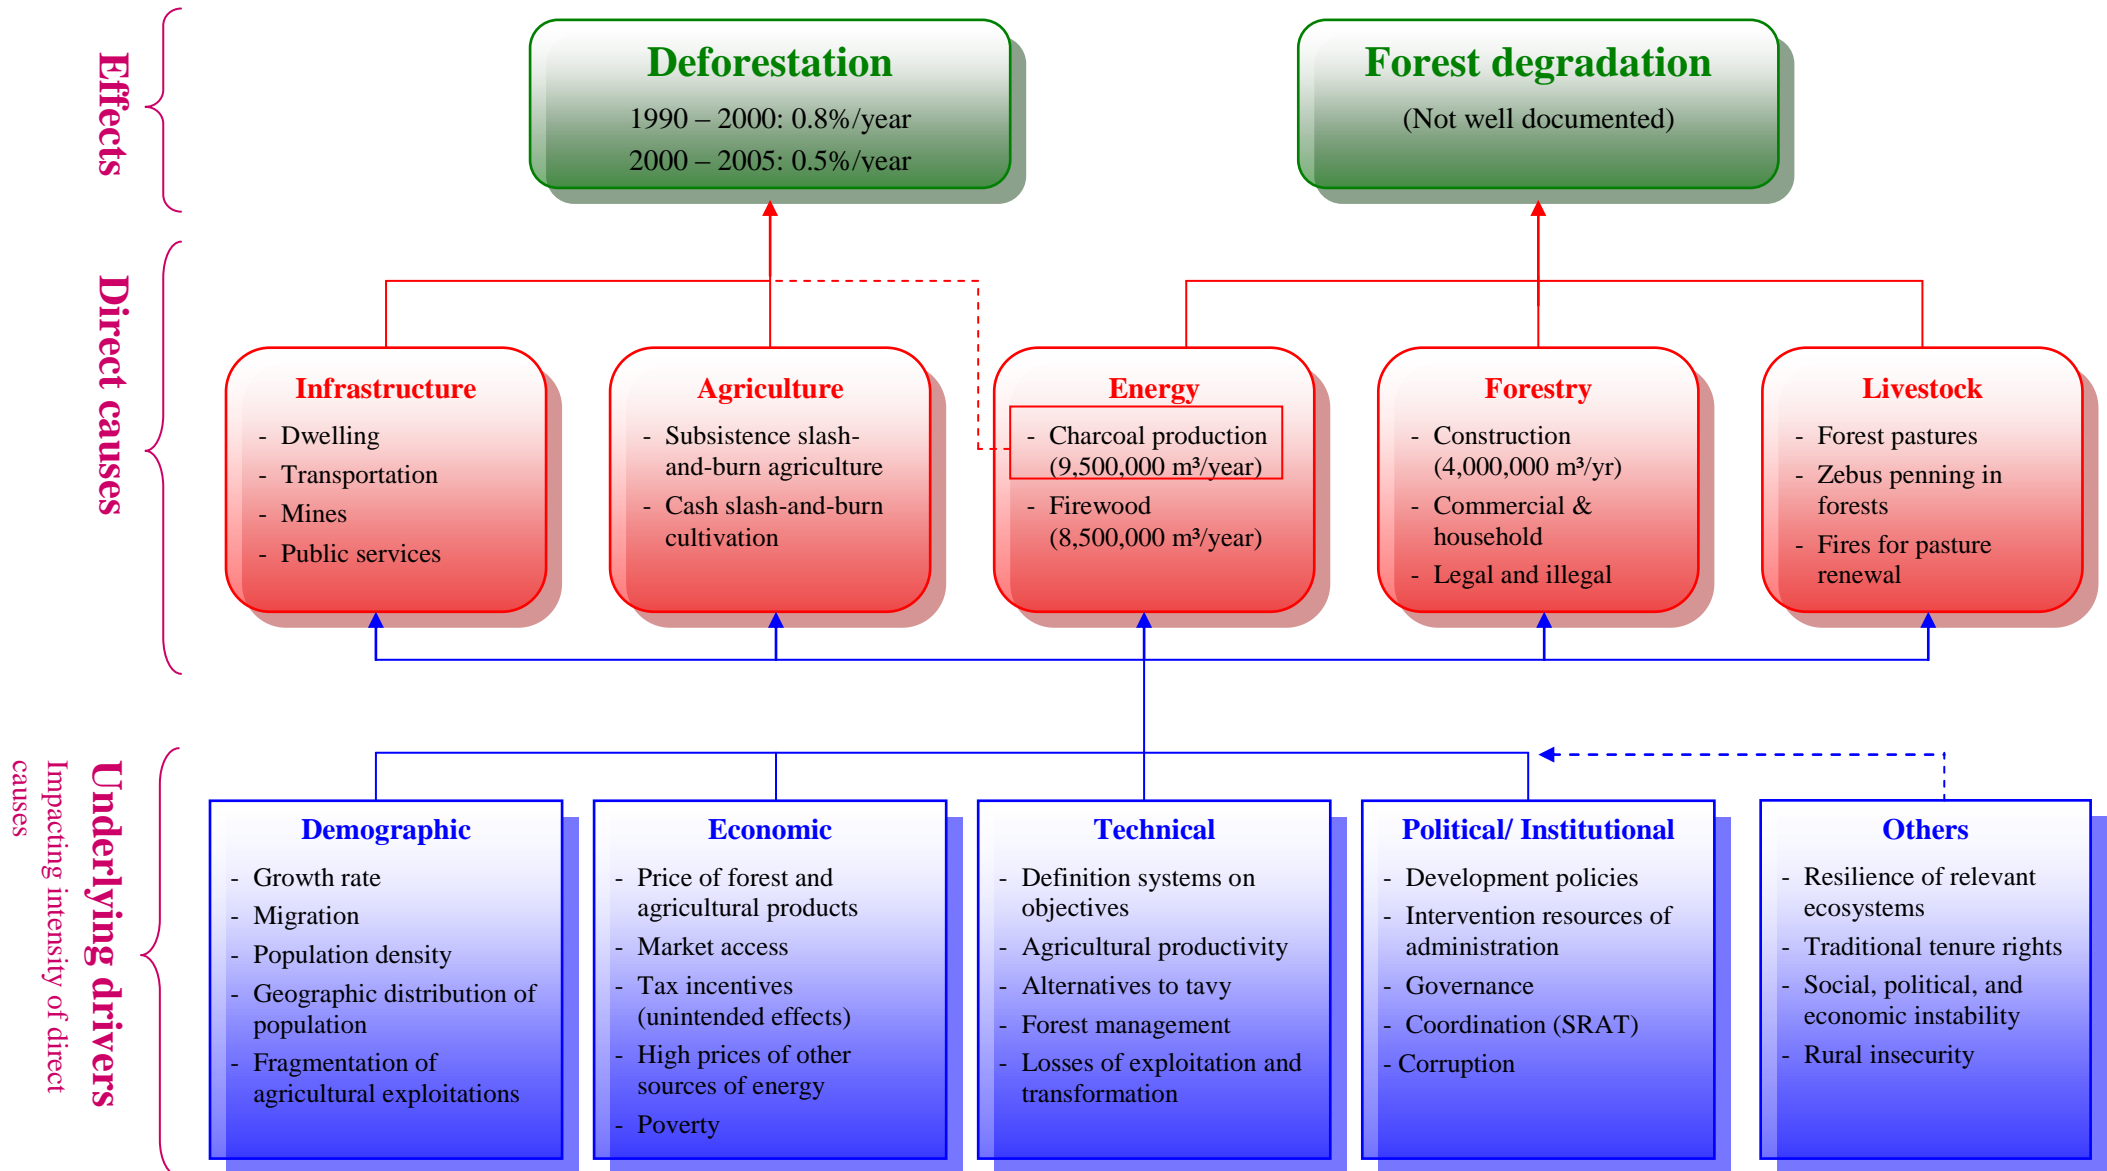 Effects
Deforestation
1990 – 2000: 0.8%/year
2000 – 2005: 0.5%/year
Forest degradation
(Not well documented)
Direct causes
Infrastructure
- Dwelling
- Transportation
- Mines
- Public services
Agriculture
- Subsistence slash-
and-burn agriculture
- Cash slash-and-burn
cultivation
Energy
- Charcoal production
(9,500,000 m³/year)
- Firewood
(8,500,000 m³/year)
Forestry
- Construction
(4,000,000 m³/yr)
- Commercial &
household
- Legal and illegal
Livestock
- Forest pastures
- Zebus penning in
forests
- Fires for pasture
renewal
Underlying drivers
Impacting intensity of direct
causes
Demographic
- Growth rate
- Migration
- Population density
- Geographic distribution of
population
- Fragmentation of
agricultural exploitations
Economic
- Price of forest and
agricultural products
- Market access
- Tax incentives
(unintended effects)
- High prices of other
sources of energy
- Poverty
Technical
- Definition systems on
objectives
- Agricultural productivity
- Alternatives to tavy
- Forest management
- Losses of exploitation and
transformation
Political/ Institutional
- Development policies
- Intervention resources of
administration
- Governance
- Coordination (SRAT)
- Corruption
Others
- Resilience of relevant
ecosystems
- Traditional tenure rights
- Social, political, and
economic instability
- Rural insecurity